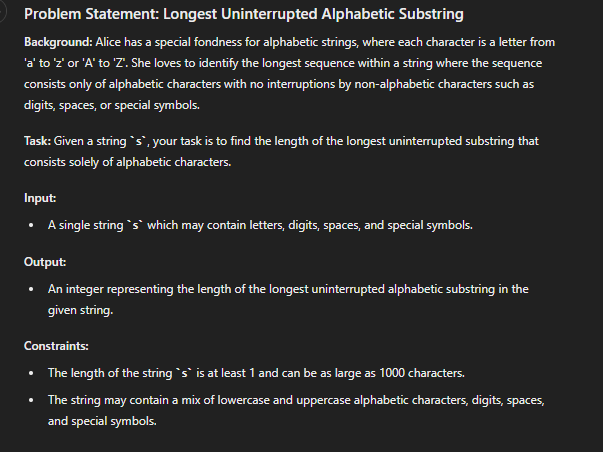 Problem Statement: Longest Uninterrupted Alphabetic Substring
Background: Alice has a special fondness for alphabetic strings, where each character is a letter from
'a' to 'z' or 'A' to 'Z'. She loves to identify the longest sequence within a string where the sequence
consists only of alphabetic characters with no interruptions by non-alphabetic characters such as
digits, spaces, or special symbols.
Task: Given a string `s`, your task is to find the length of the longest uninterrupted substring that
consists solely of alphabetic characters.
Input:
• A single string `s` which may contain letters, digits, spaces, and special symbols.
Output:
• An integer representing the length of the longest uninterrupted alphabetic substring in the
given string.
Constraints:
• The length of the string `s` is at least 1 and can be as large as 1000 characters.
• The string may contain a mix of lowercase and uppercase alphabetic characters, digits, spaces,
and special symbols.